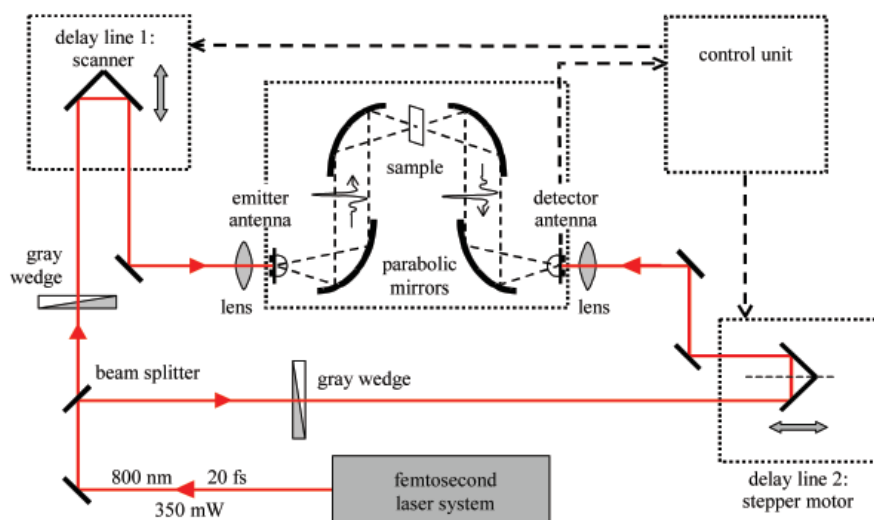 delay line 1:
scanner
control unit
sample
emitter
antenna
detector
antenna
gray
wedge
lens
parabolic
mirrors
lens
beam splitter
gray wedge
800 nm
20 fs
350 mW
femtosecond
laser system
delay line 2:
stepper motor